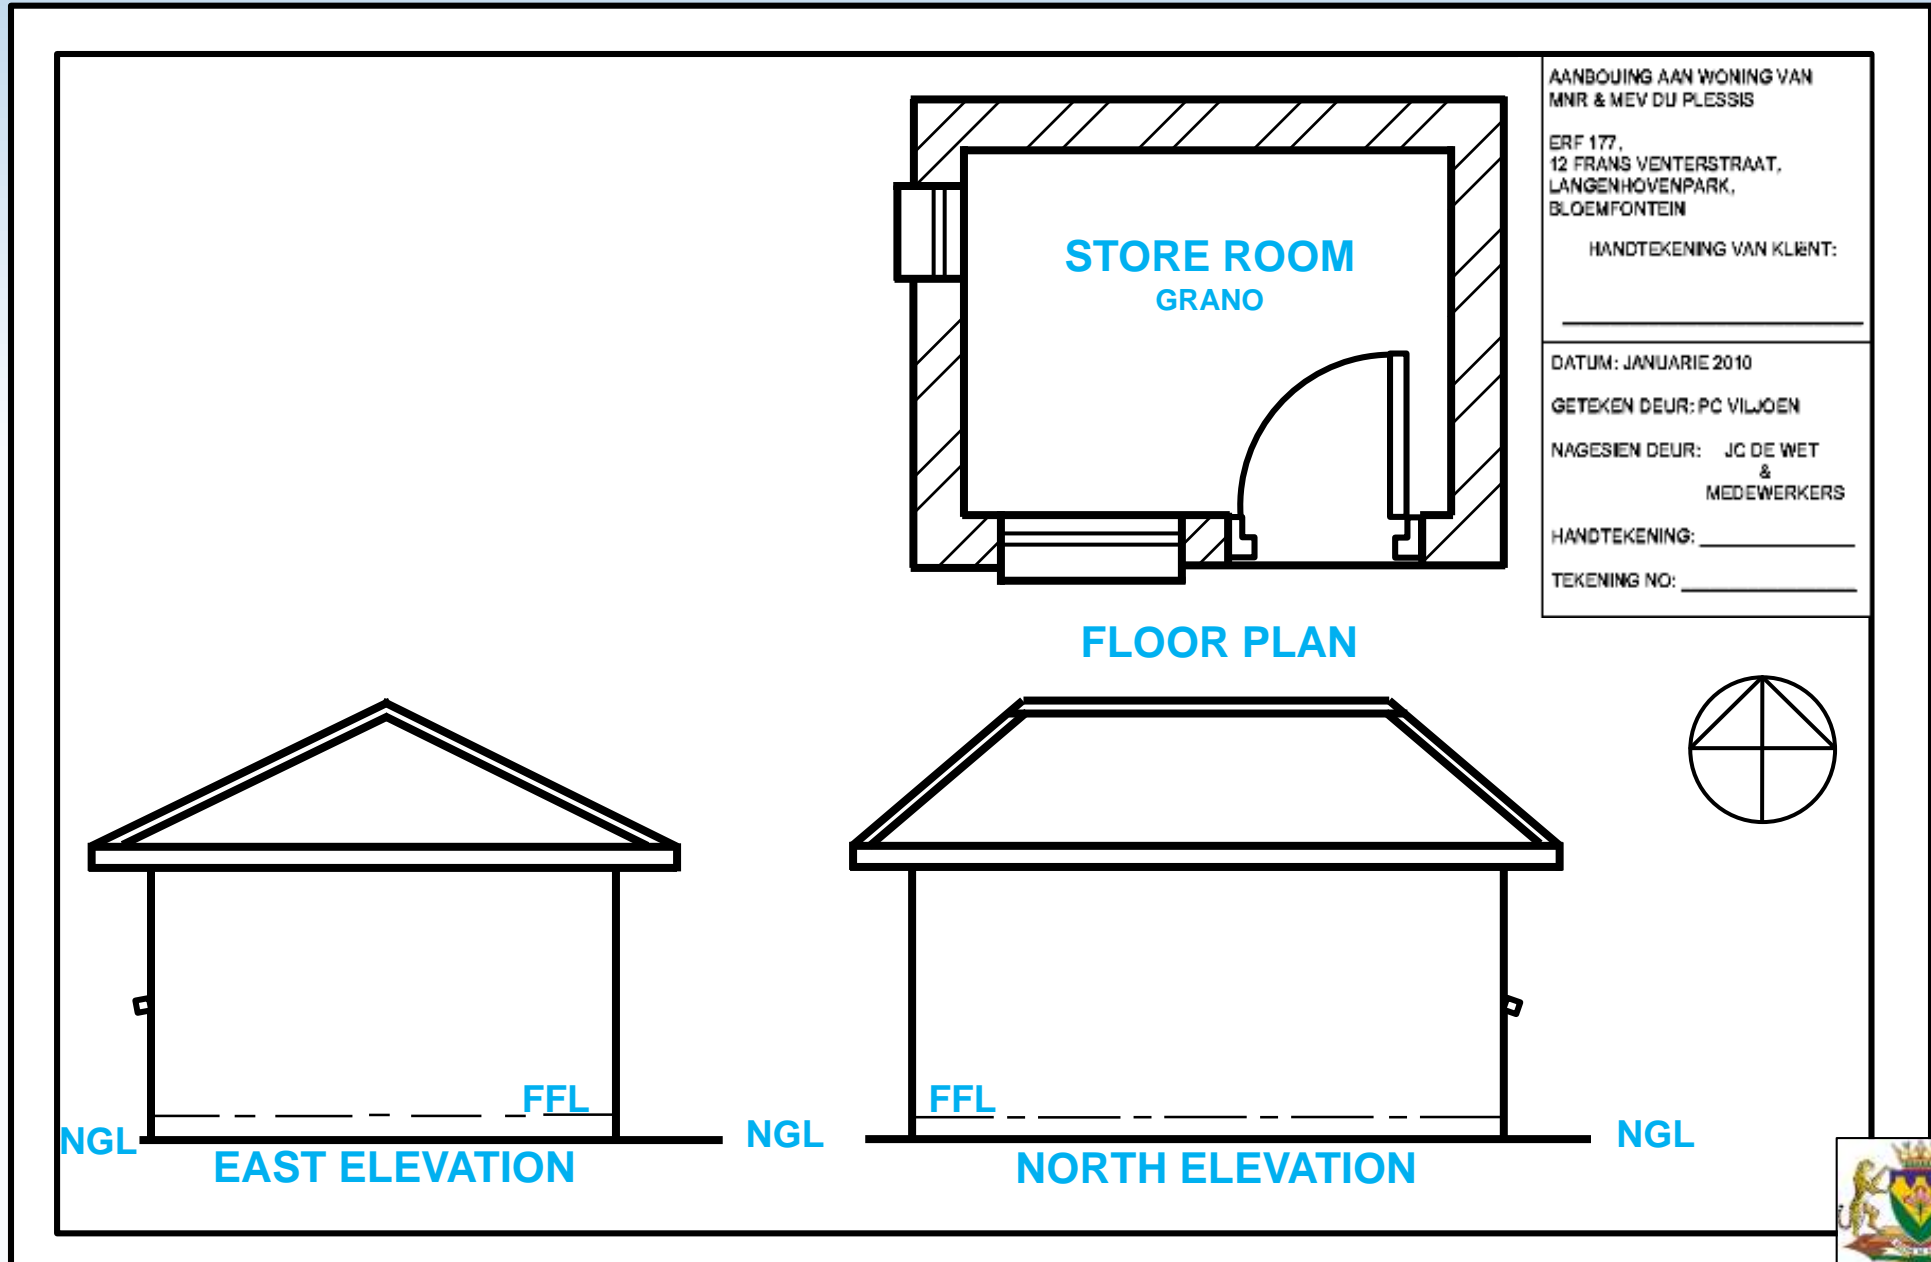 AANBOUING AAN WONING VAN
MNR & MEV DU PLESSIS
ERF 177,
12 FRANS VENTERSTRAAT,
LANGENHOVENPARK,
BLOEMFONTEIN
HANDTEKENING VAN KLIëNT:
DATUM: JANUARIE 2010
GETEKEN DEUR: PC VILJOEN
NAGESIEN DEUR: JC DE WET
&
MEDEWERKERS
HANDTEKENING:
TEKENING NO:
STORE ROOM
GRANO
FLOOR PLAN
FFL
NGL
EAST ELEVATION
NGL
FFL
NGL
NORTH ELEVATION